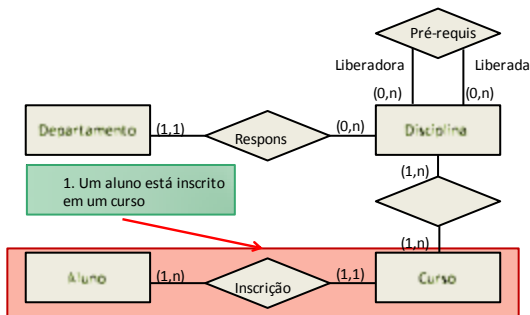 Pré-requis
Liberadora
Liberada
(0,n)
(0,n)
Departamento
(1,1)
Respons
(0,n)
Disciplina
(1,n)
1. Um aluno está inscrito
em um curso
(1,n)
Aluno
(1,n)
Inscrição
(1,1)
Curso